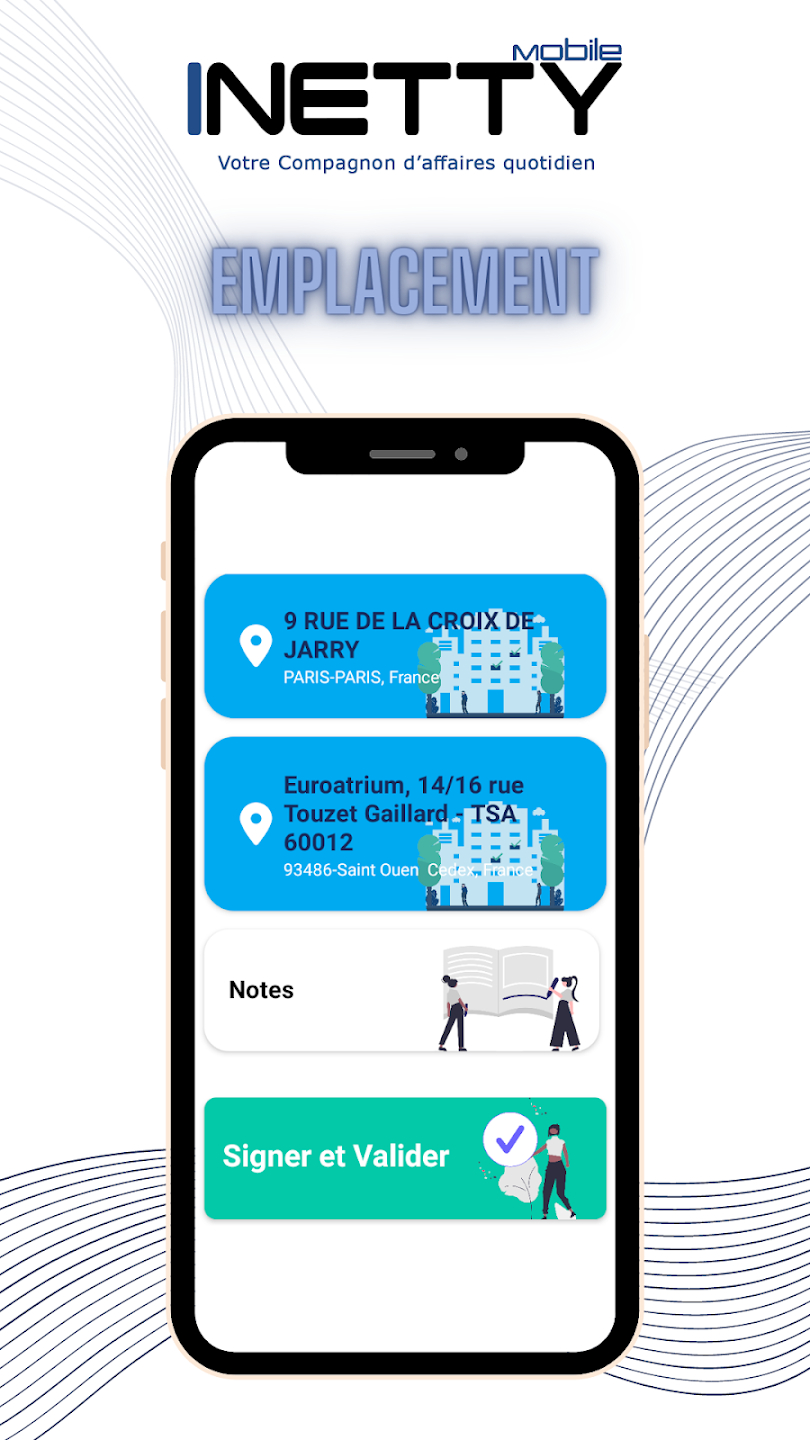 Mobile
INETTY
Votre Compagnon d'affaires quotidien
EMPLACEMENT
9 RUE DE LA CROIX DE
JARRY
PARIS-PARIS, France
Euroatrium, 14/16 rue
Touzet Gaillard - TSA
60012
93486-Saint Ouen  Cedex, France
Notes
Signer et Valider